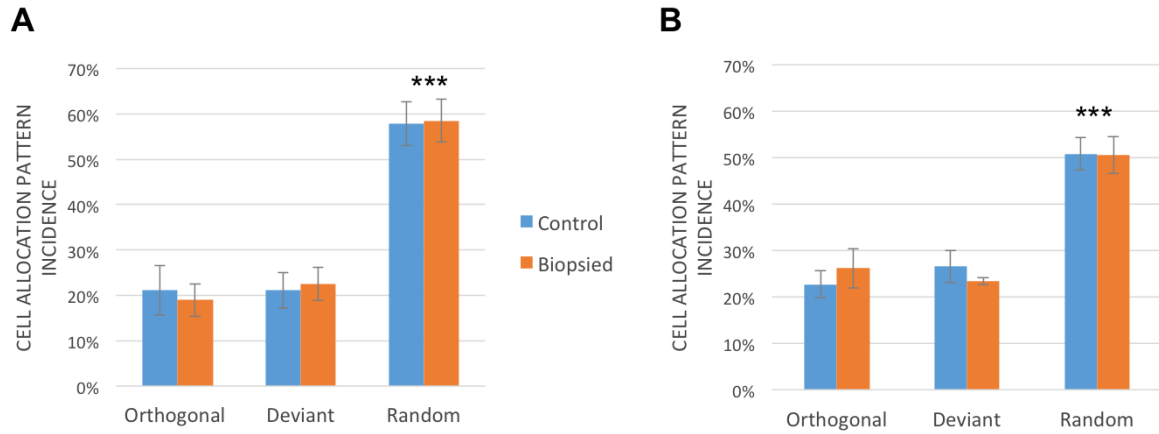 A
CELL ALLOCATION PATTERN
INCIDENCE
70%
60%
50%
40%
30%
20%
10%
0%
***
Orthogonal
Deviant
Random
Control
Biopsied
B
CELL ALLOCATION PATTERN
INCIDENCE
70%
60%
50%
40%
30%
20%
10%
0%
***
Orthogonal
Deviant
Random